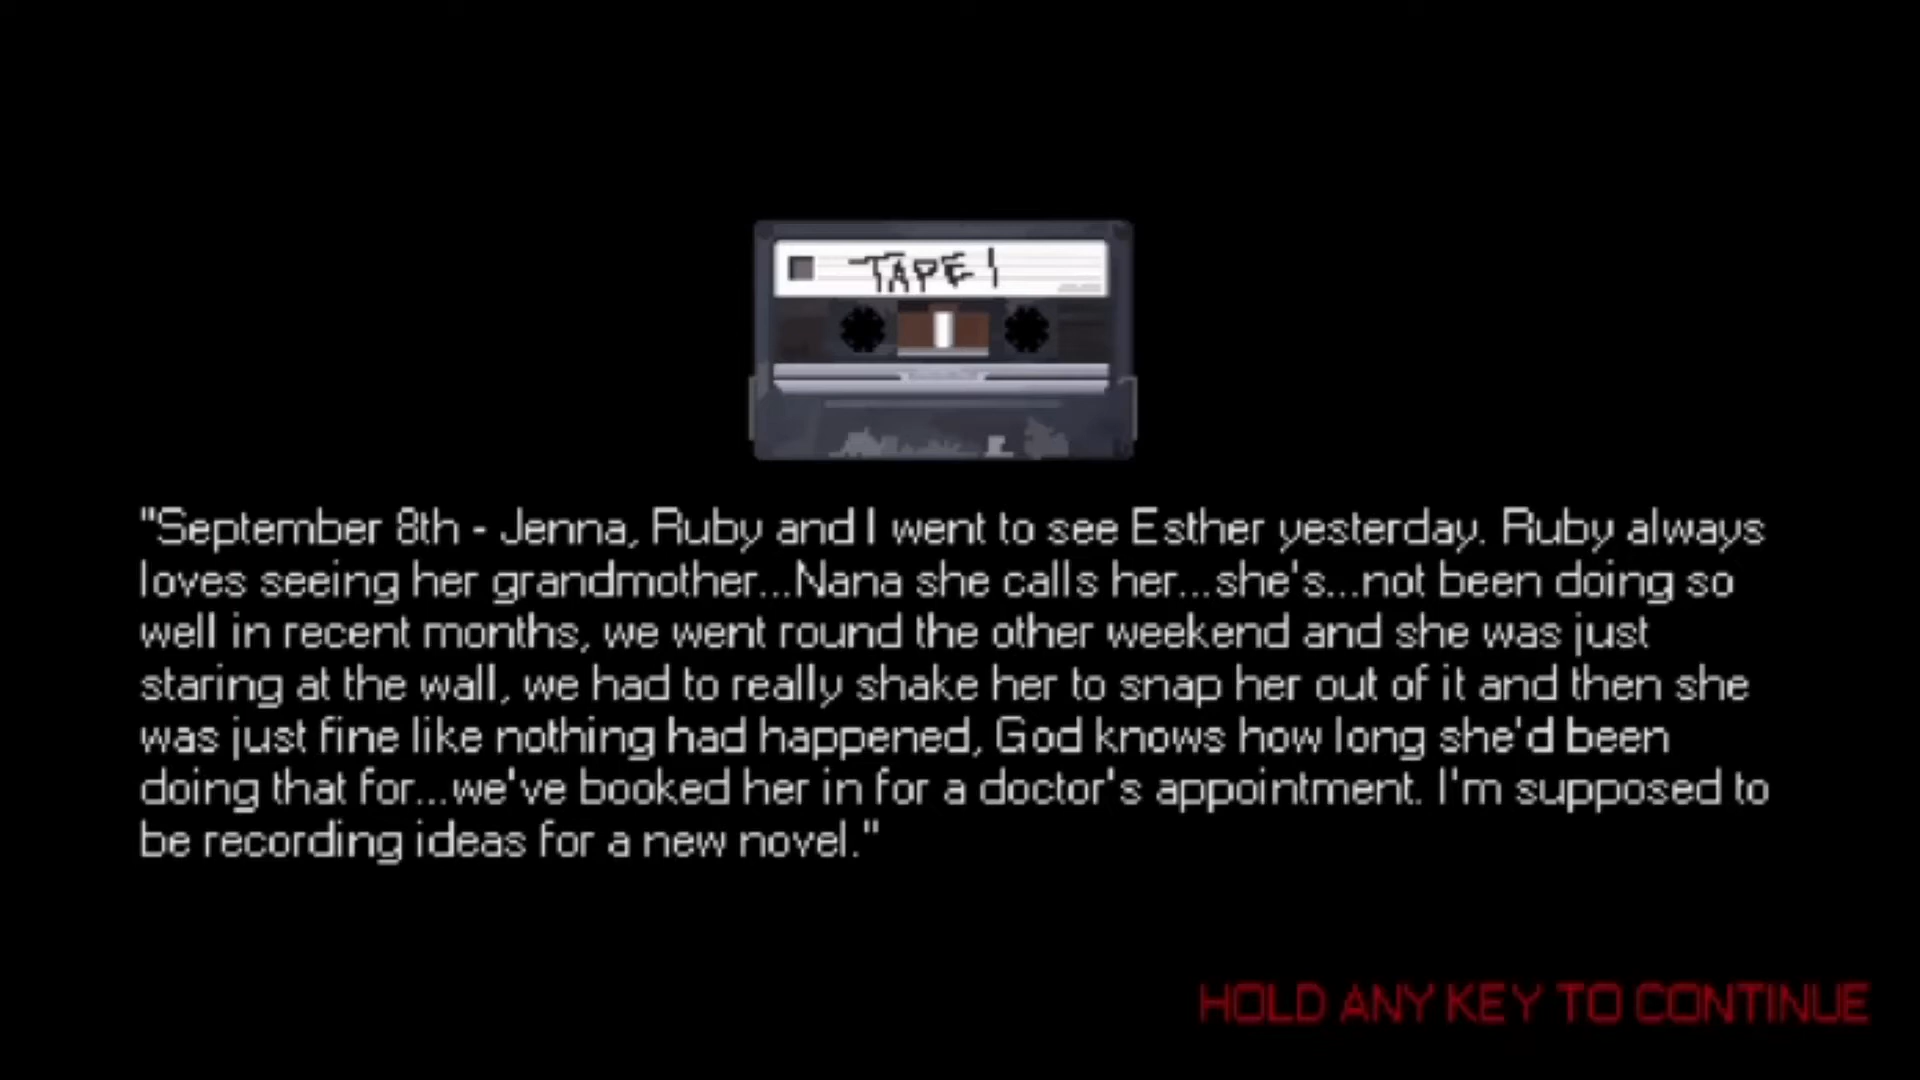 TAPE 1
"September 8th - Jenna, Ruby and I went to see Esther yesterday. Ruby always
loves seeing her grandmother...Nana she calls her...she's...not been doing so
well in recent months, we went round the other weekend and she was just
staring at the wall, we had to really shake her to snap her out of it and then she
was just fine like nothing had happened, God knows how long she'd been
doing that for...we've booked her in for a doctor's appointment. I'm supposed to
be recording ideas for a new novel."
HOLD ANY KEY TO CONTINUE